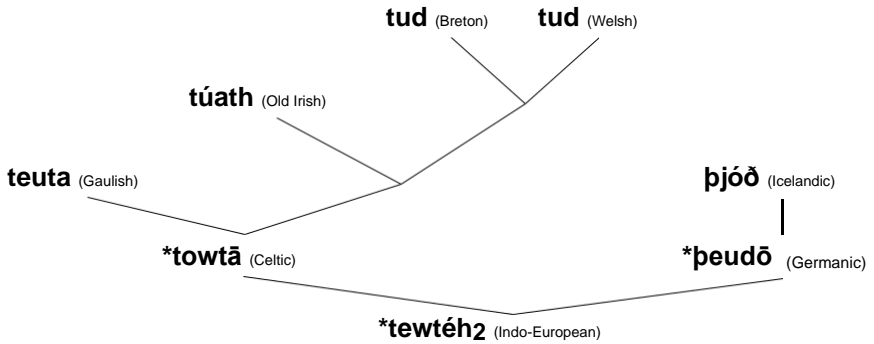 tud (Breton) tud (Welsh)
túath (Old Irish)
teuta (Gaulish) þjóð (Icelandic)
*towtā (Celtic) *þeudō (Germanic)
*tewtéh₂ (Indo-European)